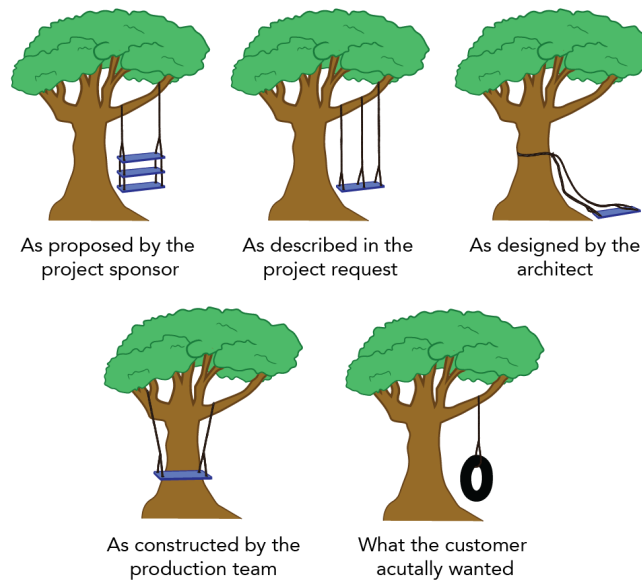 As proposed by the
project sponsor
As described in the
project request
As designed by the
architect
As constructed by the
production team
What the customer
acutally wanted